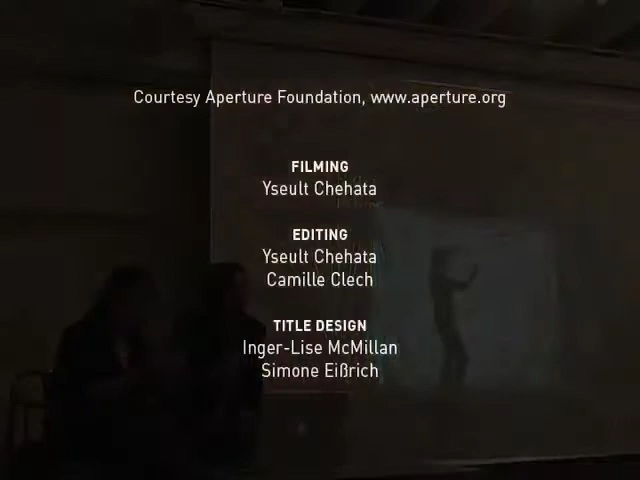 Courtesy Aperture Foundation, www.aperture.org
FILMING
Yseult Chehata
EDITING
Yseult Chehata
Camille Clech
TITLE DESIGN
Inger-Lise McMillan
Simone Eißrich